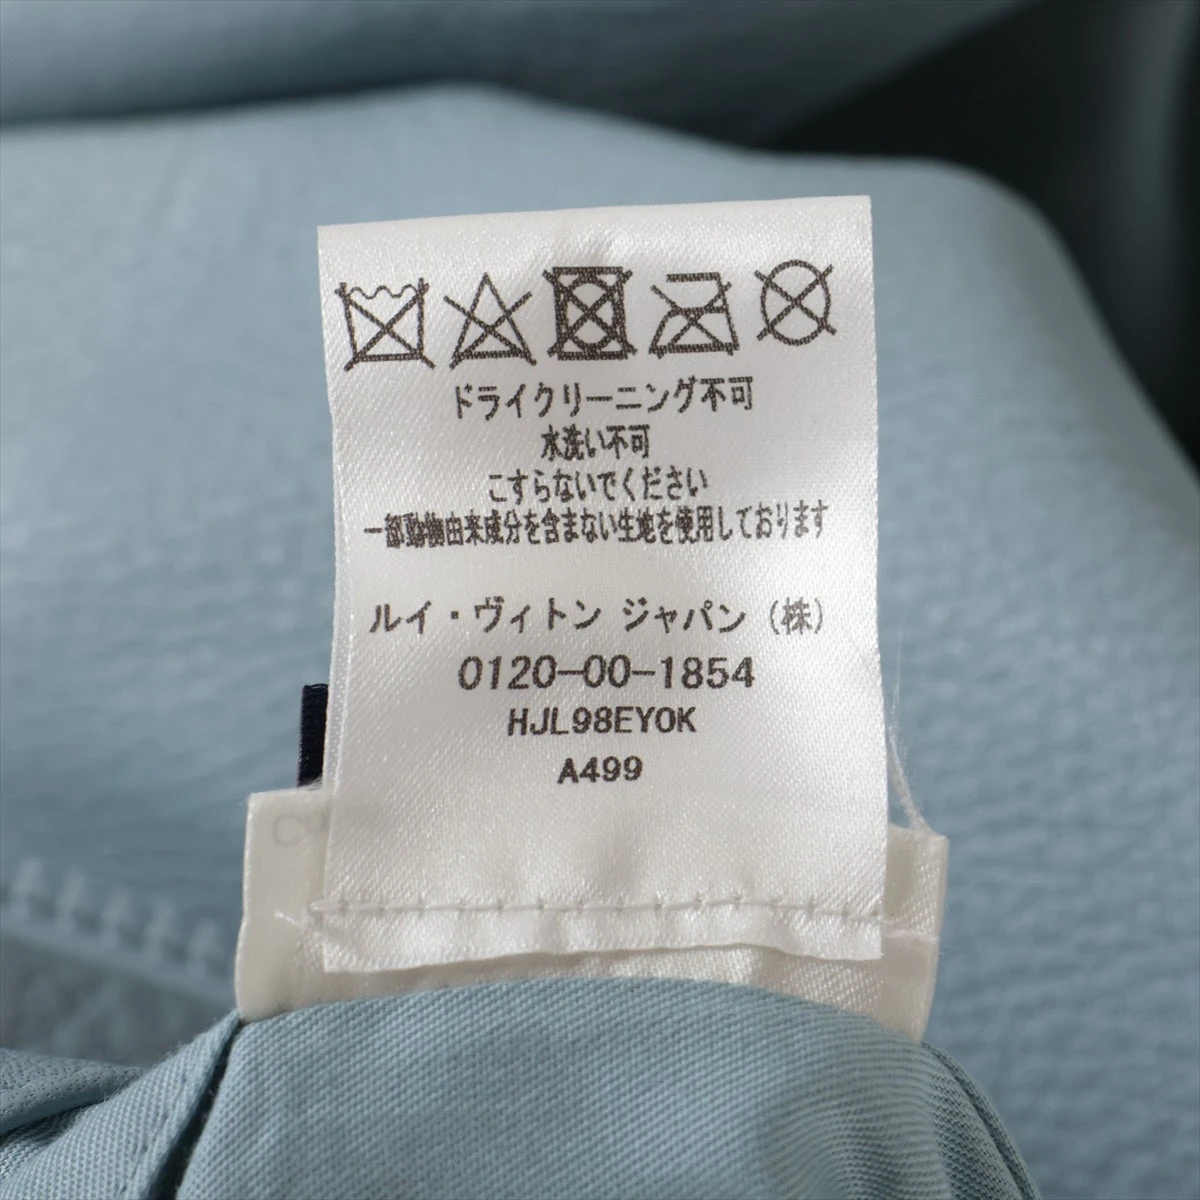 ドライクリーニング不可
水洗い不可
こすらないでください
一部動物由来成分を含まない生地を使用しております
ルイ・ヴィトン ジャパン（株）
0120-00-1854
HJL98EYOK
A499